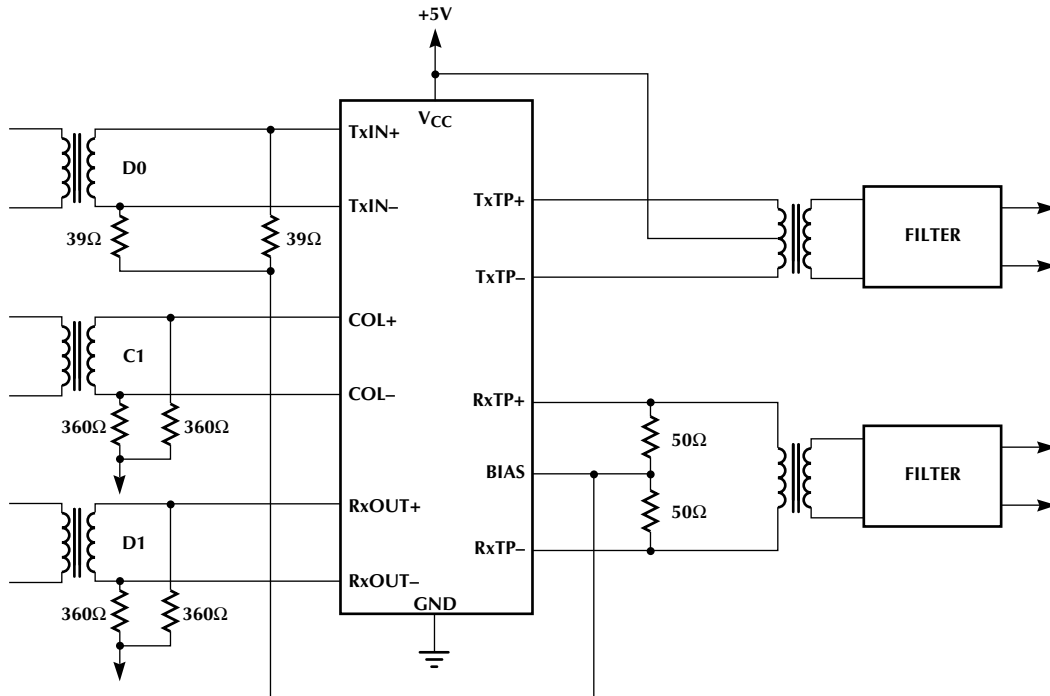 +5V
VCC
TxIN+
D0
TxIN–
39Ω
39Ω
TxTP+
FILTER
TxTP–
COL+
C1
COL–
360Ω
360Ω
RxTP+
50Ω
BIAS
FILTER
50Ω
RxTP–
RxOUT+
D1
RxOUT–
360Ω
360Ω
GND